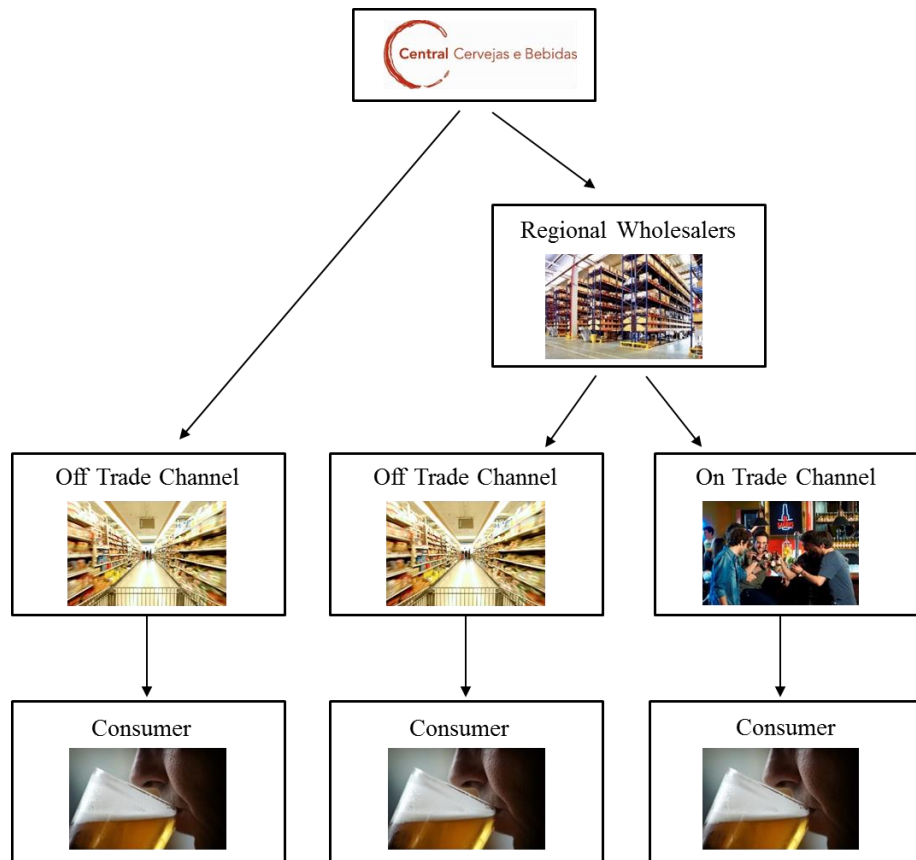 Central Cervejas e Bebidas
Regional Wholesalers
Off Trade Channel
Off Trade Channel
On Trade Channel
Consumer
Consumer
Consumer